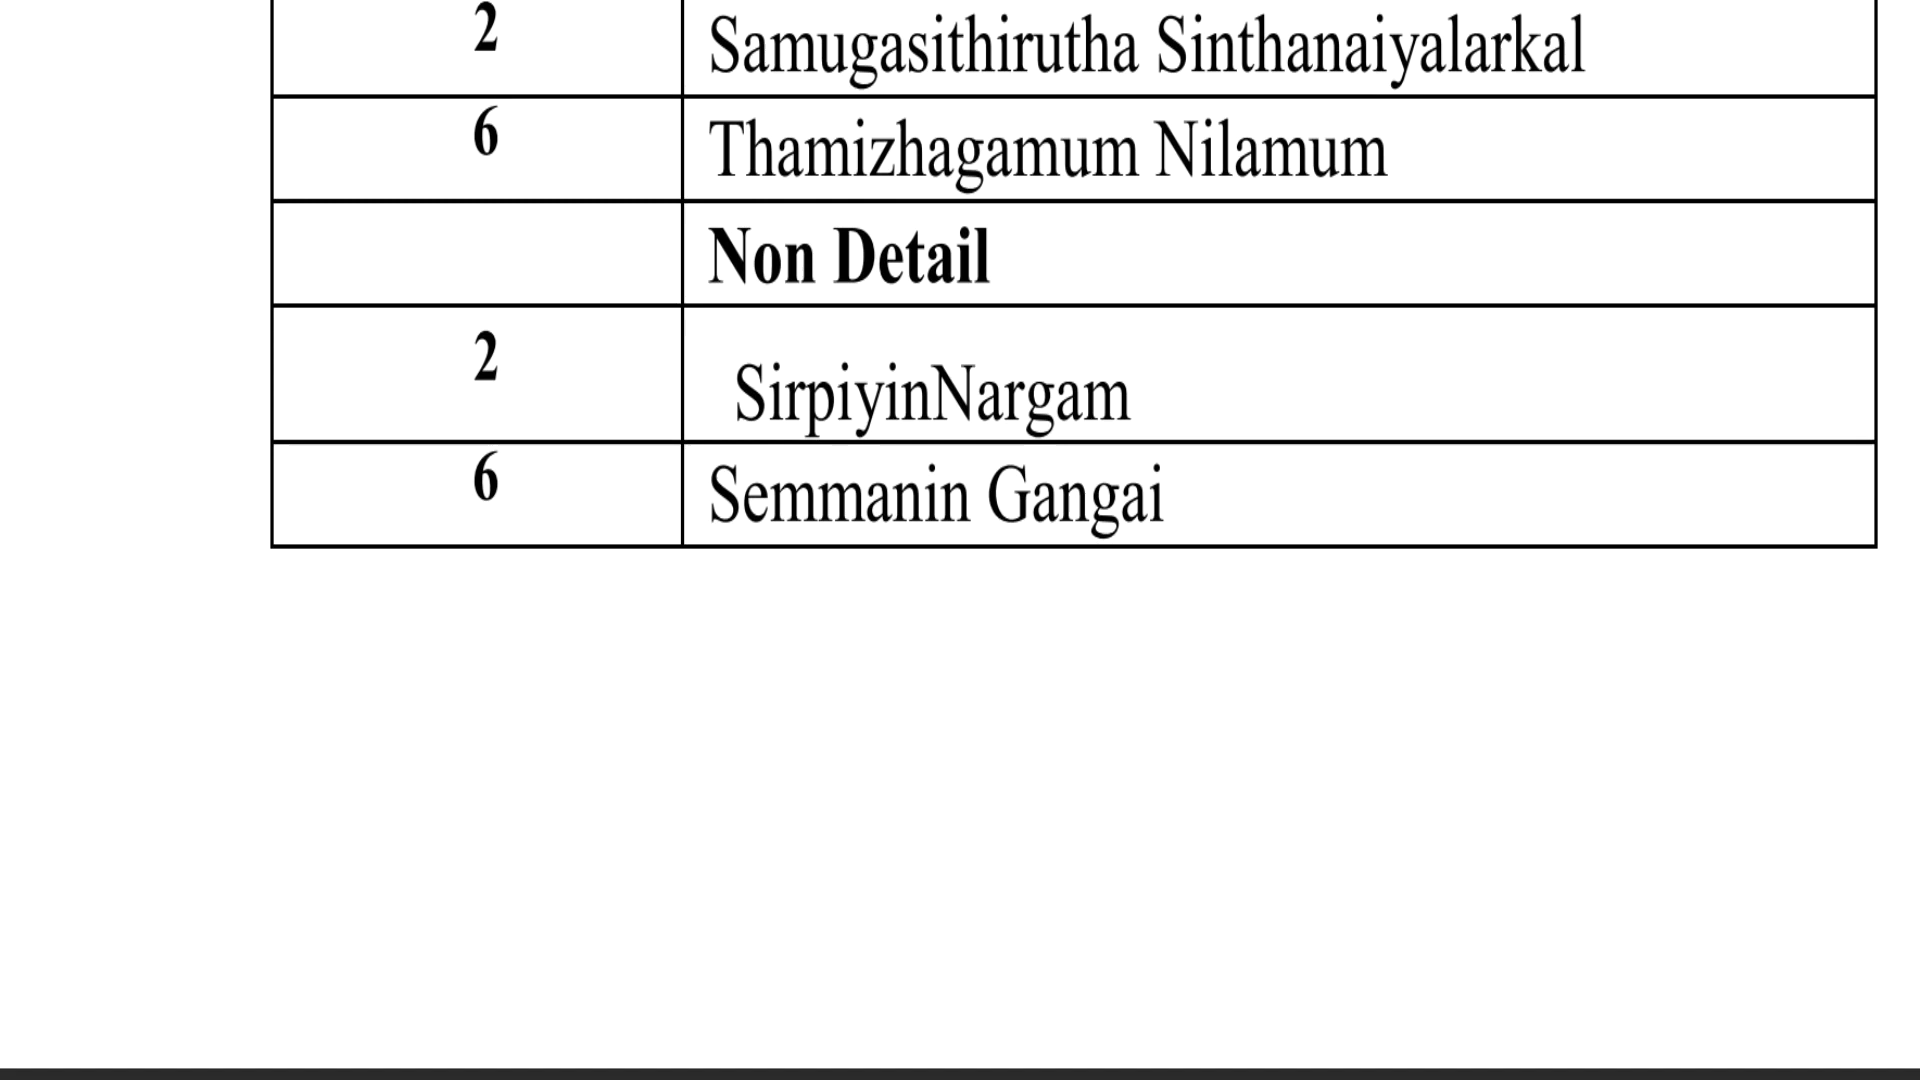 2 Samugasithirutha Sinthanaiyalarkal
6 Thamizhagamum Nilamum
Non Detail
2 SirpiyinNargam
6 Semmanin Gangai